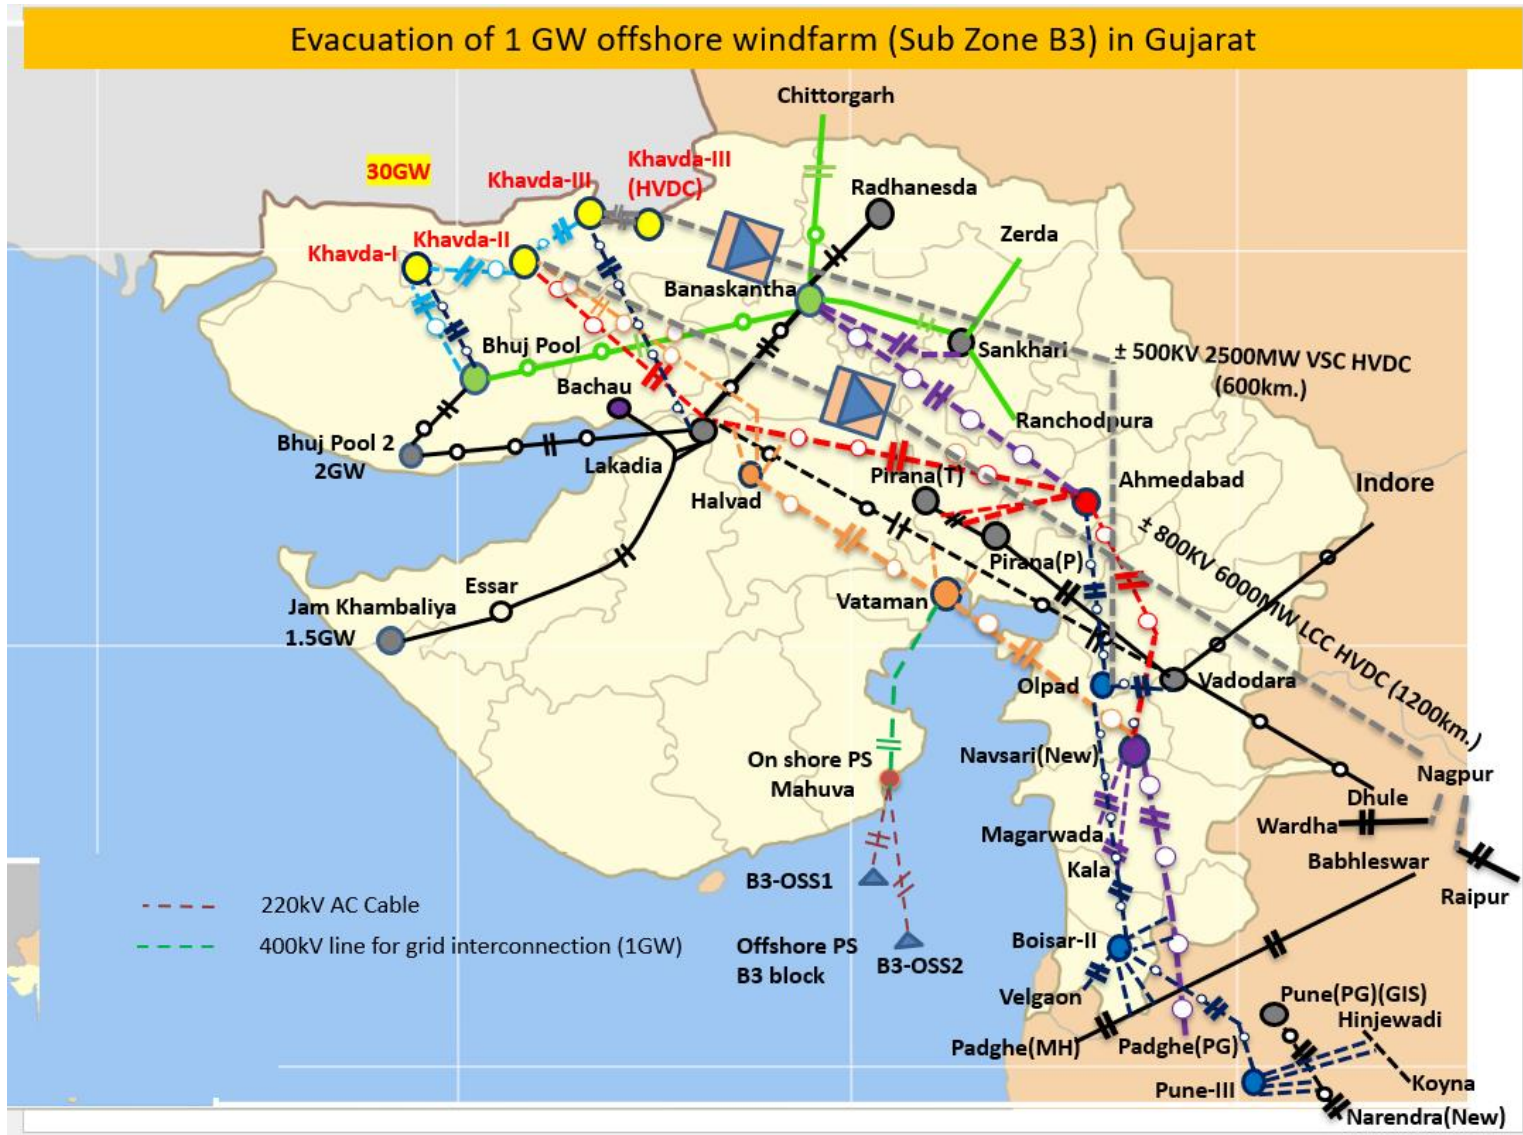 Evacuation of 1 GW offshore windfarm (Sub Zone B3) in Gujarat
Chittorgarh
30GW
Khavda-III
Khavda-III
(HVDC)
Radhanesda
Khavda-I
Khavda-II
Zerda
Banaskantha
Bhuj Pool
Sankhari
± 500KV 2500MW VSC HVDC
(600km.)
Bachau
Ranchodpura
Bhuj Pool 2
2GW
Lakadia
Halvad
Pirana(T)
Ahmedabad
Indore
± 800KV 6000MW LCC HVDC (1200km.)
Pirana(P)
Essar
Jam Khambaliya
1.5GW
Vataman
Olpad
Vadodara
On shore PS
Mahuva
Navsari(New)
Nagpur
Dhule
Wardha
Magarwada
Kala
Babhleswar
Raipur
B3-OSS1
220kV AC Cable
400kV line for grid interconnection (1GW)
Offshore PS
B3 block
B3-OSS2
Boisar-II
Velgaon
Pune(PG)(GIS)
Hinjewadi
Padghe(MH)
Padghe(PG)
Pune-III
Koyna
Narendra(New)